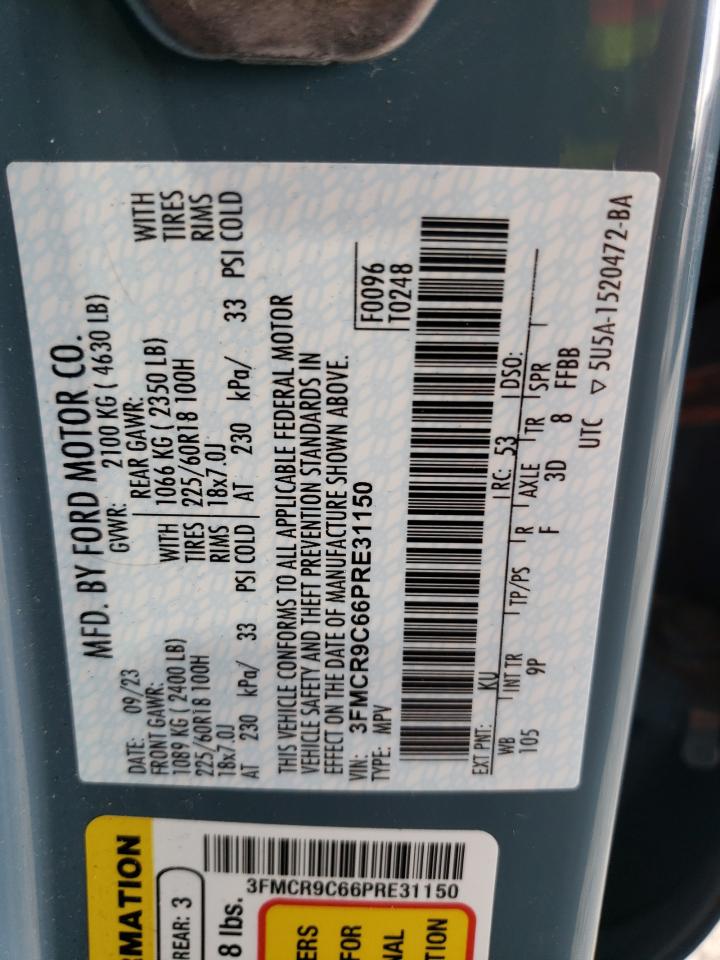 MFD. BY FORD MOTOR CO.
DATE: 09/23 GVWR: 2100 KG ( 4630 LB)
FRONT GAWR: REAR GAWR:
1089 KG ( 2400 LB) WITH 1066 KG ( 2350 LB) WITH
225/60R18 100H TIRES 225/60R18 100H TIRES
18x7.0J RIMS 18x7.0J RIMS
AT 230 kPa/ 33 PSI COLD AT 230 kPa/ 33 PSI COLD
THIS VEHICLE CONFORMS TO ALL APPLICABLE FEDERAL MOTOR
VEHICLE SAFETY AND THEFT PREVENTION STANDARDS IN
EFFECT ON THE DATE OF MANUFACTURE SHOWN ABOVE.
VIN: 3FMCR9C66PRE31150
TYPE: MPV
F0096
T0248
EXT PNT: KU RC: 53 DSO:
WB INT TR TP/PS R AXLE TR SPR
105 9P F 3D 8 FFBB
UTC ▽ 5U5A-1520472-BA
RMATION
REAR: 3
8 lbs.
3FMCR9C66PRE31150
ERS
FOR
NAL
TION